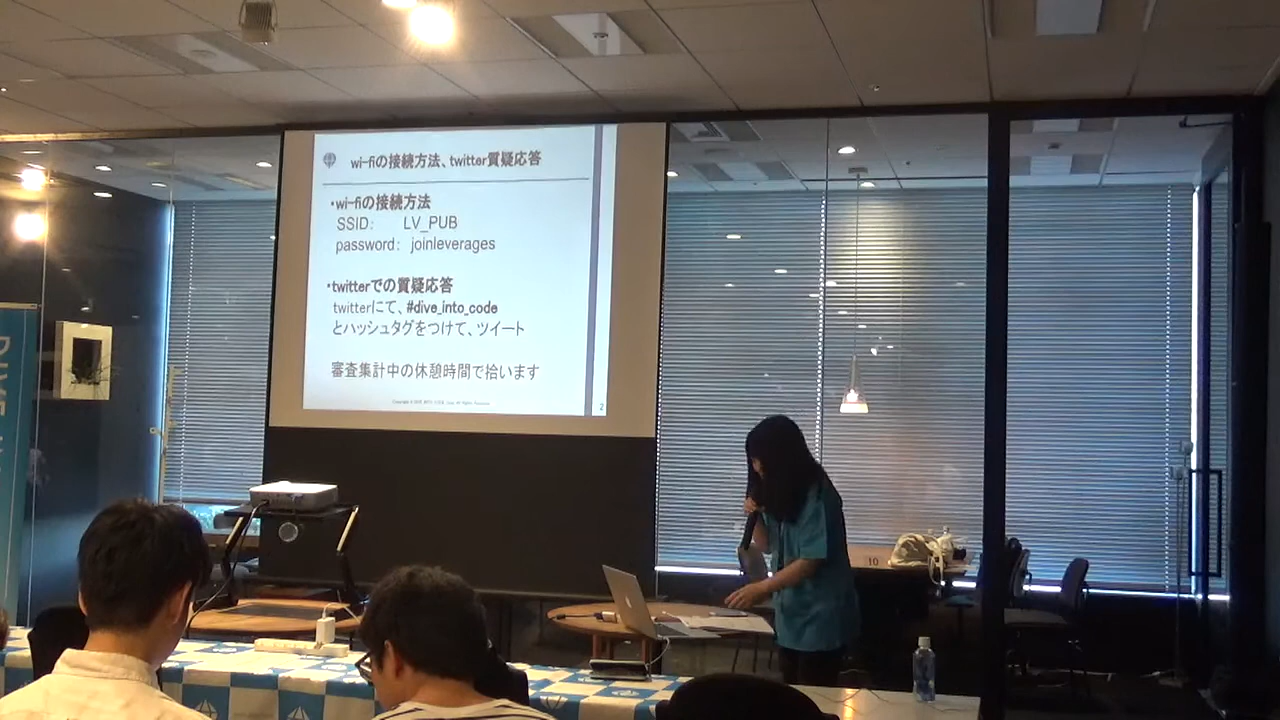 wi-fiの接続方法、twitter質疑応答
・wi-fiの接続方法
SSID： LV_PUB
password： joinleverages
・twitterでの質疑応答
twitterにて、#dive_into_code
とハッシュタグをつけて、ツイート
審査集計中の休憩時間で拾います
2
DIVE
10